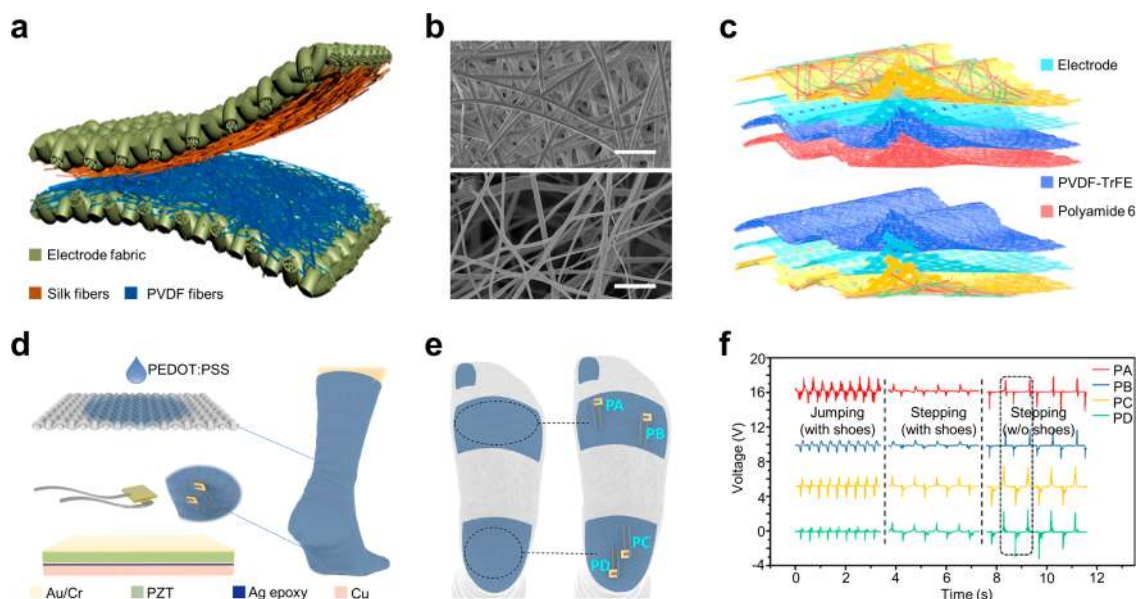 a
Electrode fabric
Silk fibers
PVDF fibers
b
c
Electrode
PVDF-TrFE
Polyamide 6
d
PEDOT:PSS
Au/Cr
PZT
Ag epoxy
Cu
e
PA
PB
PC
PD
f
20
16
12
8
4
0
-4
Voltage (V)
Jumping
(with shoes)
Stepping
(with shoes)
Stepping
(w/o shoes)
PA
PB
PC
PD
0
2
4
6
8
10
12
Time (s)